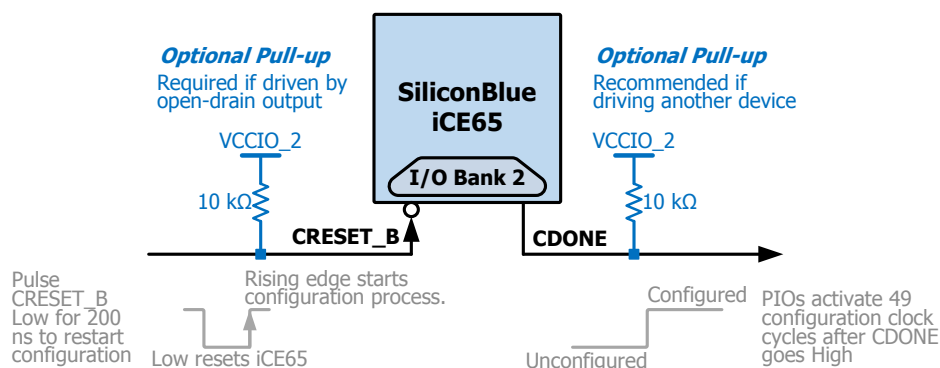 Optional Pull-up
Required if driven by
open-drain output
VCCIO_2
10 kΩ
SiliconBlue
iCE65
I/O Bank 2
Optional Pull-up
Recommended if
driving another device
VCCIO_2
10 kΩ
CRESET_B
CDONE
Pulse
CRESET_B
Low for 200
ns to restart
configuration
Rising edge starts
configuration process.
Low resets iCE65
Configured
Unconfigured
PIOs activate 49
configuration clock
cycles after CDONE
goes High